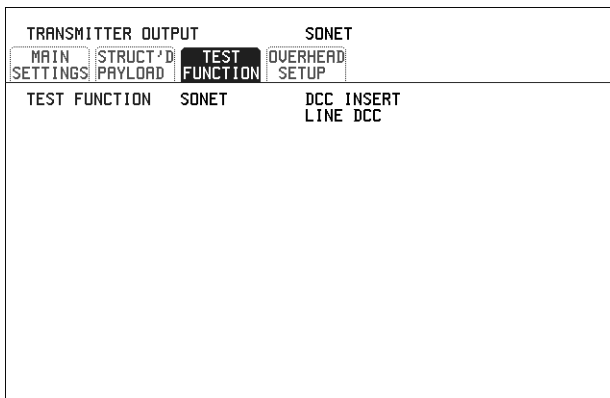 TRANSMITTER OUTPUT SONET
MAIN SETTINGS STRUCT'D PAYLOAD TEST FUNCTION OVERHEAD SETUP
TEST FUNCTION SONET DCC INSERT
LINE DCC